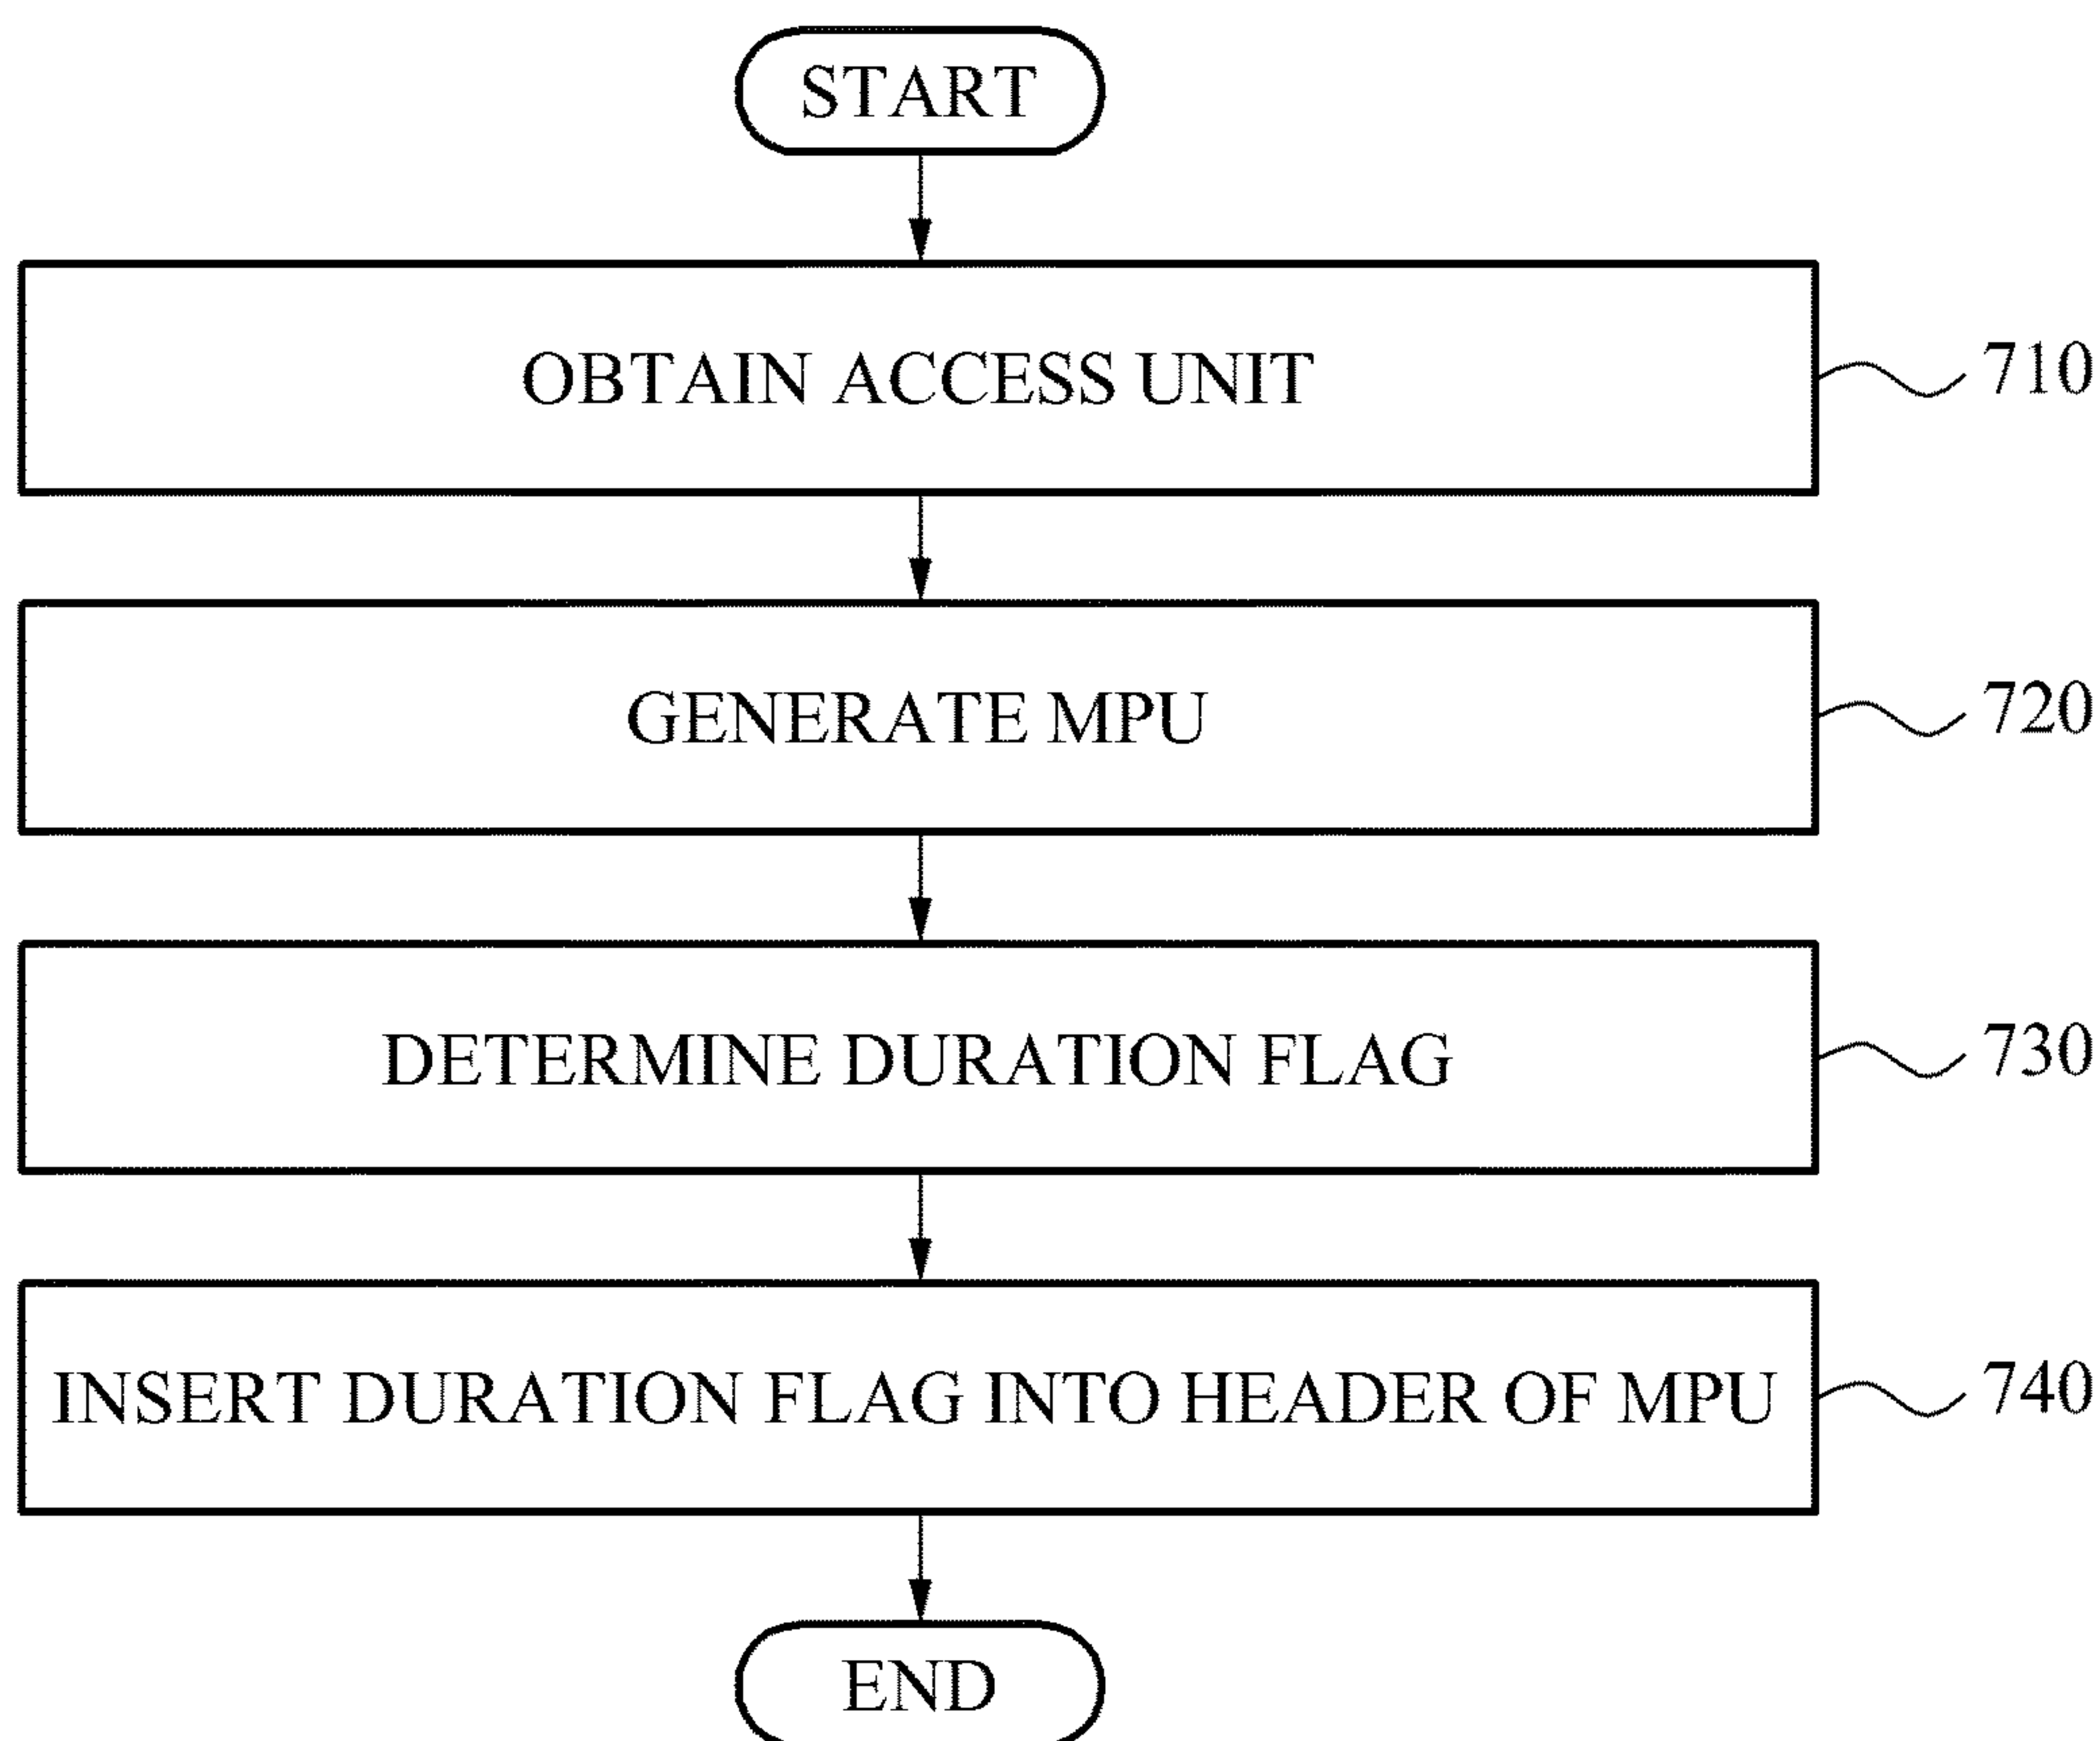 START
OBTAIN ACCESS UNIT
710
GENERATE MPU
720
DETERMINE DURATION FLAG
730
INSERT DURATION FLAG INTO HEADER OF MPU
740
END